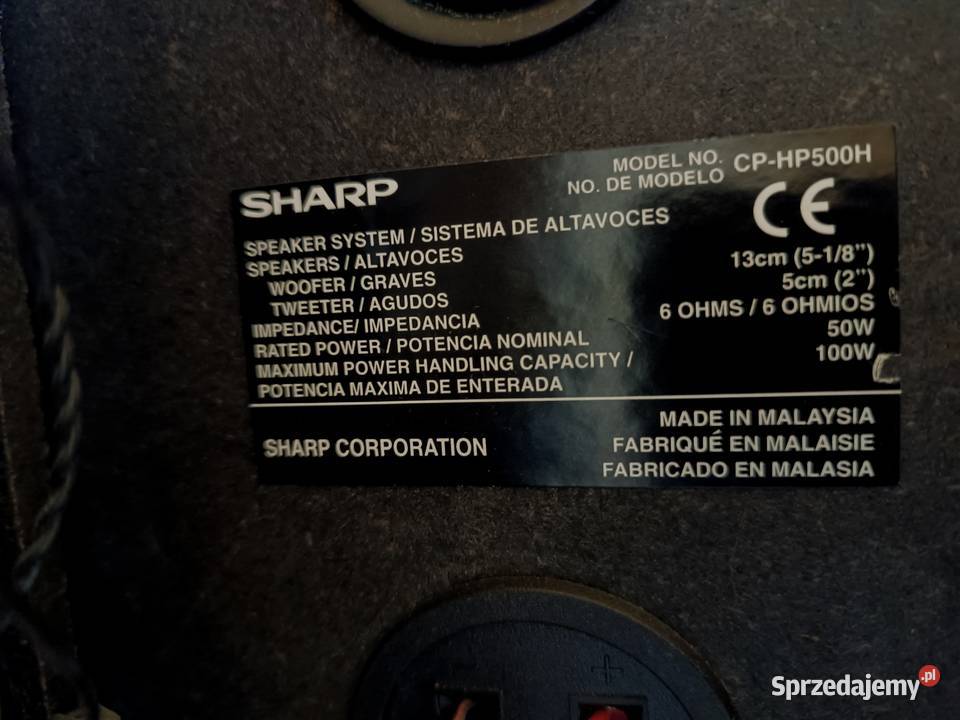 SHARP
MODEL NO.
NO. DE MODELO
CP-HP500H
CE
SPEAKER SYSTEM / SISTEMA DE ALTAVOCES
SPEAKERS / ALTAVOCES
WOOFER / GRAVES 13cm (5-1/8")
TWEETER / AGUDOS 5cm (2")
IMPEDANCE/ IMPEDANCIA 6 OHMS / 6 OHMIOS
RATED POWER / POTENCIA NOMINAL 50W
MAXIMUM POWER HANDLING CAPACITY / 100W
POTENCIA MAXIMA DE ENTERADA
SHARP CORPORATION
MADE IN MALAYSIA
FABRIQUÉ EN MALAISIE
FABRICADO EN MALASIA
+
Sprzedajemy.pl